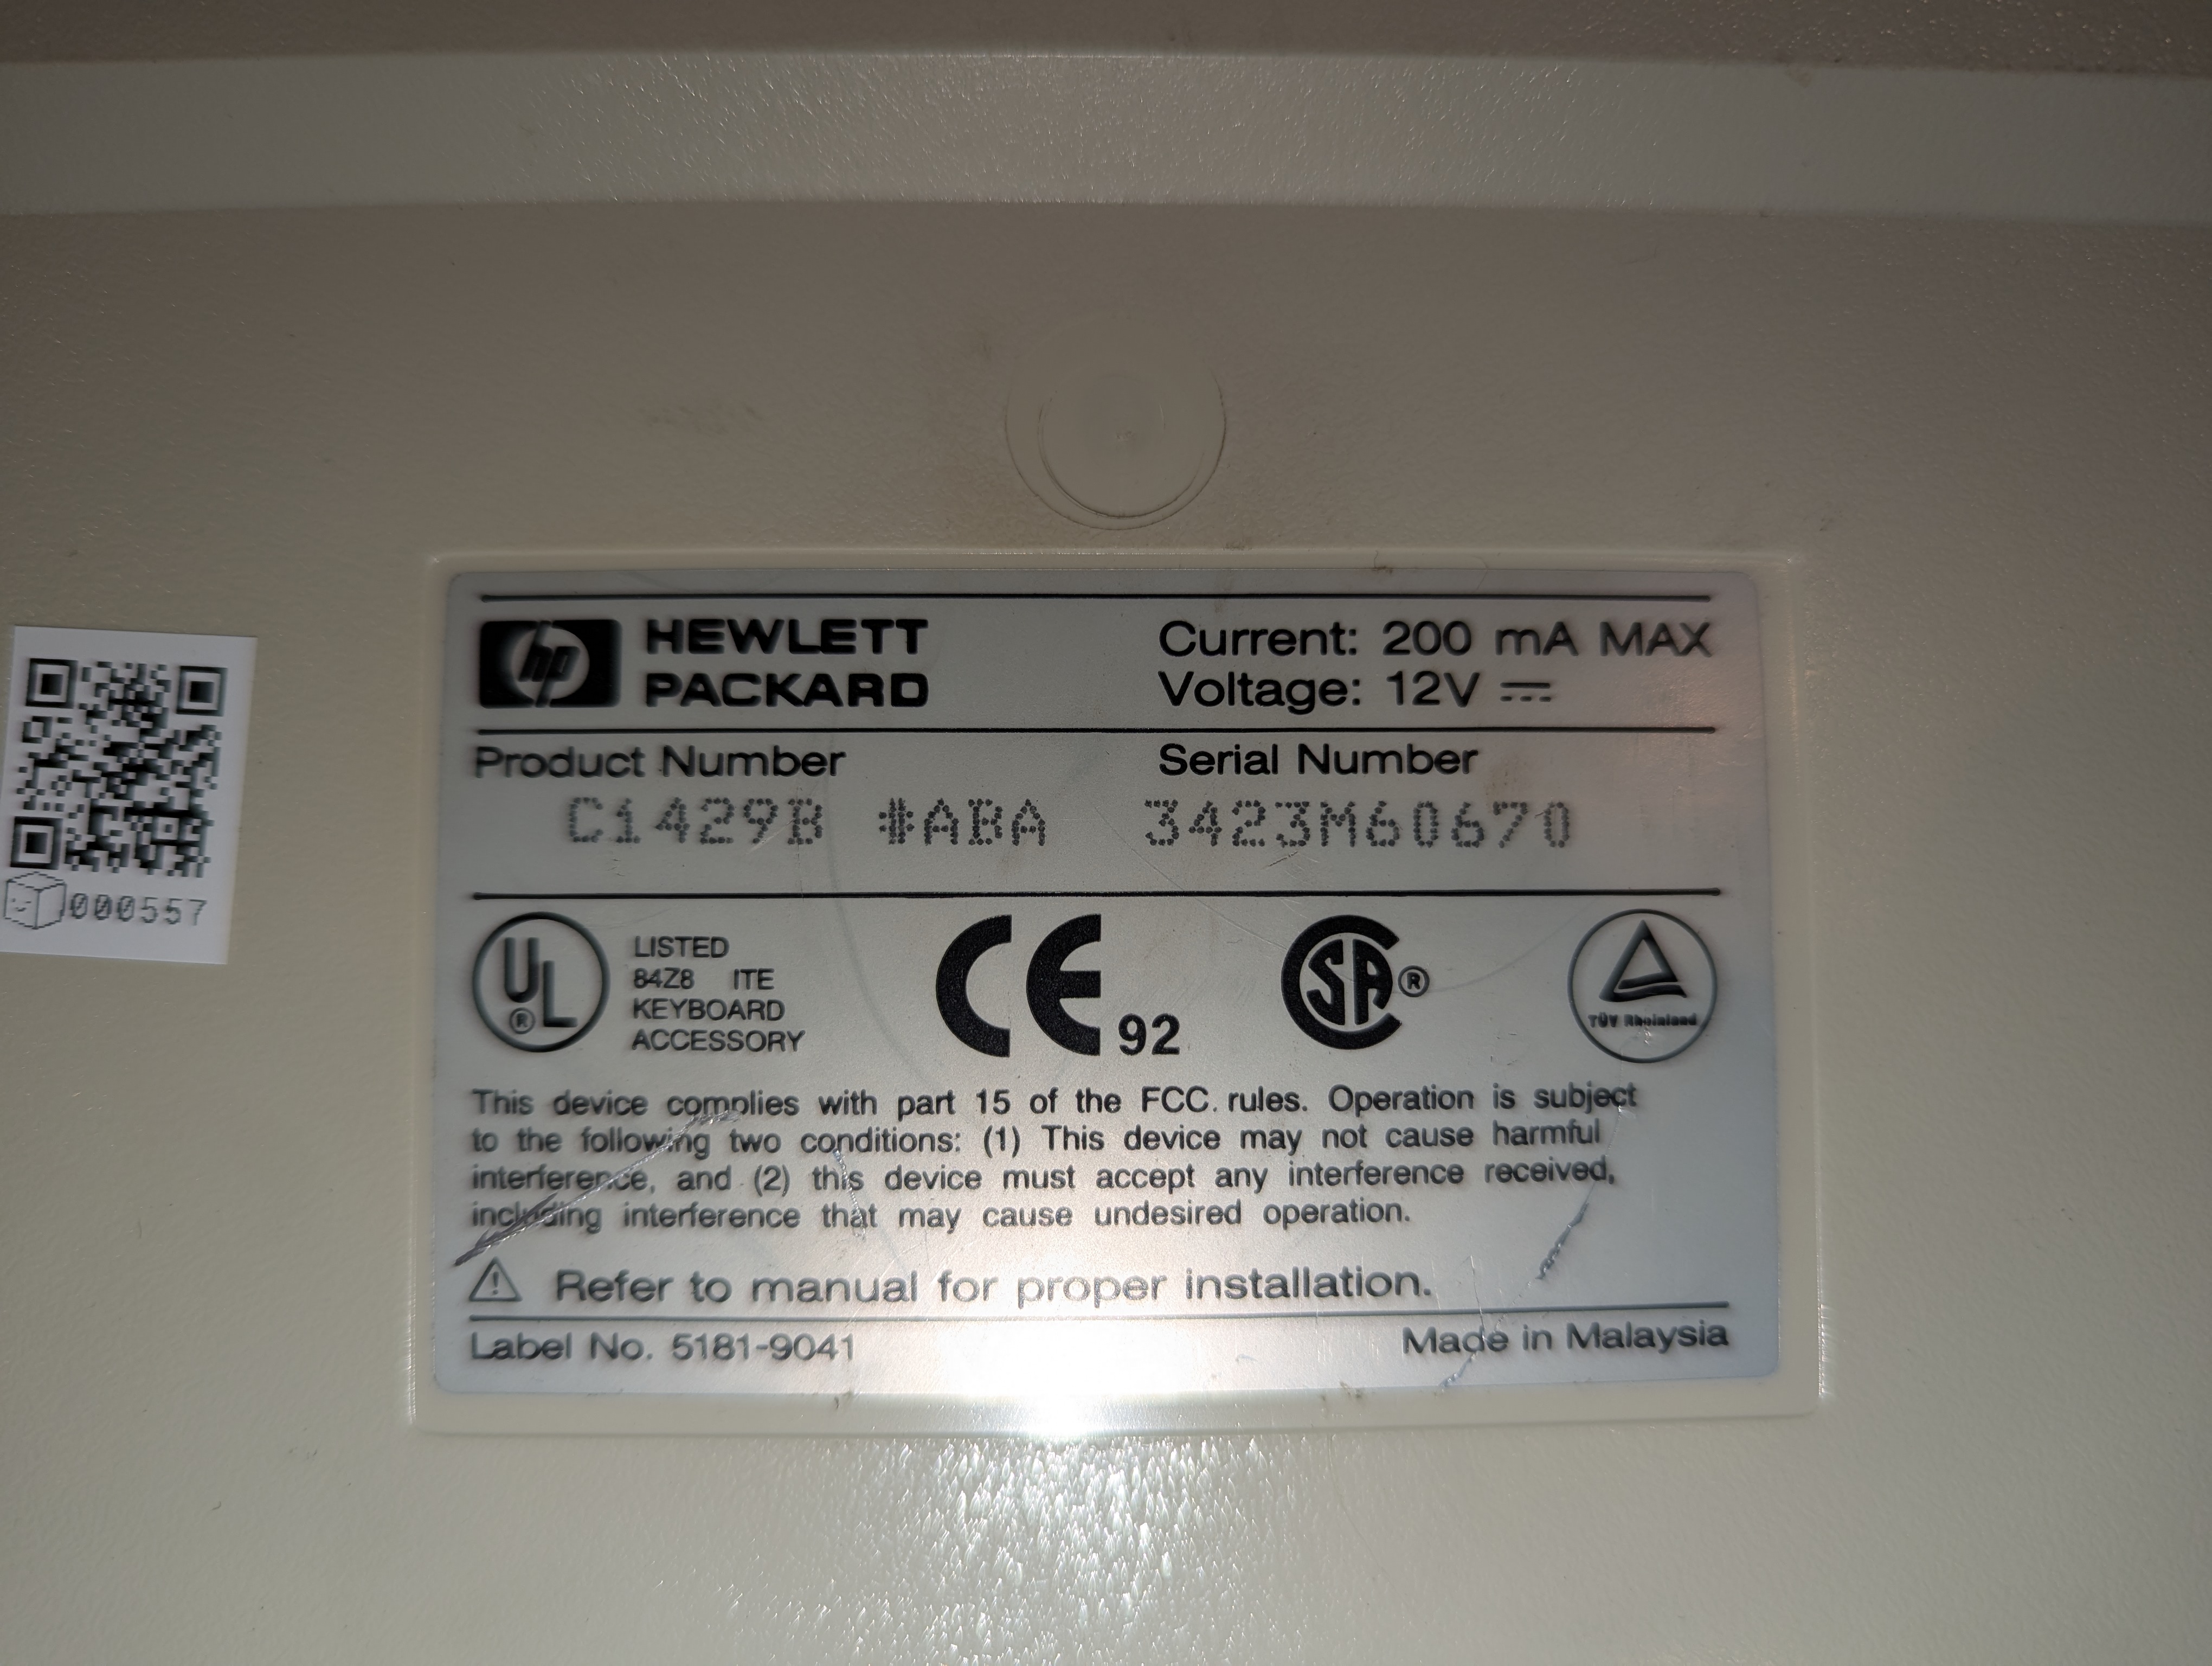 hp HEWLETT PACKARD
Current: 200 mA MAX
Voltage: 12V
Product Number
Serial Number
C1429B #ABA
3423M60670
000557
UL ®
LISTED
84Z8 ITE
KEYBOARD
ACCESSORY
CE 92
SA ®
TÜV Rheinland
This device complies with part 15 of the FCC. rules. Operation is subject
to the following two conditions: (1) This device may not cause harmful
interference, and (2) this device must accept any interference received,
including interference that may cause undesired operation.
Refer to manual for proper installation.
Label No. 5181-9041
Made in Malaysia